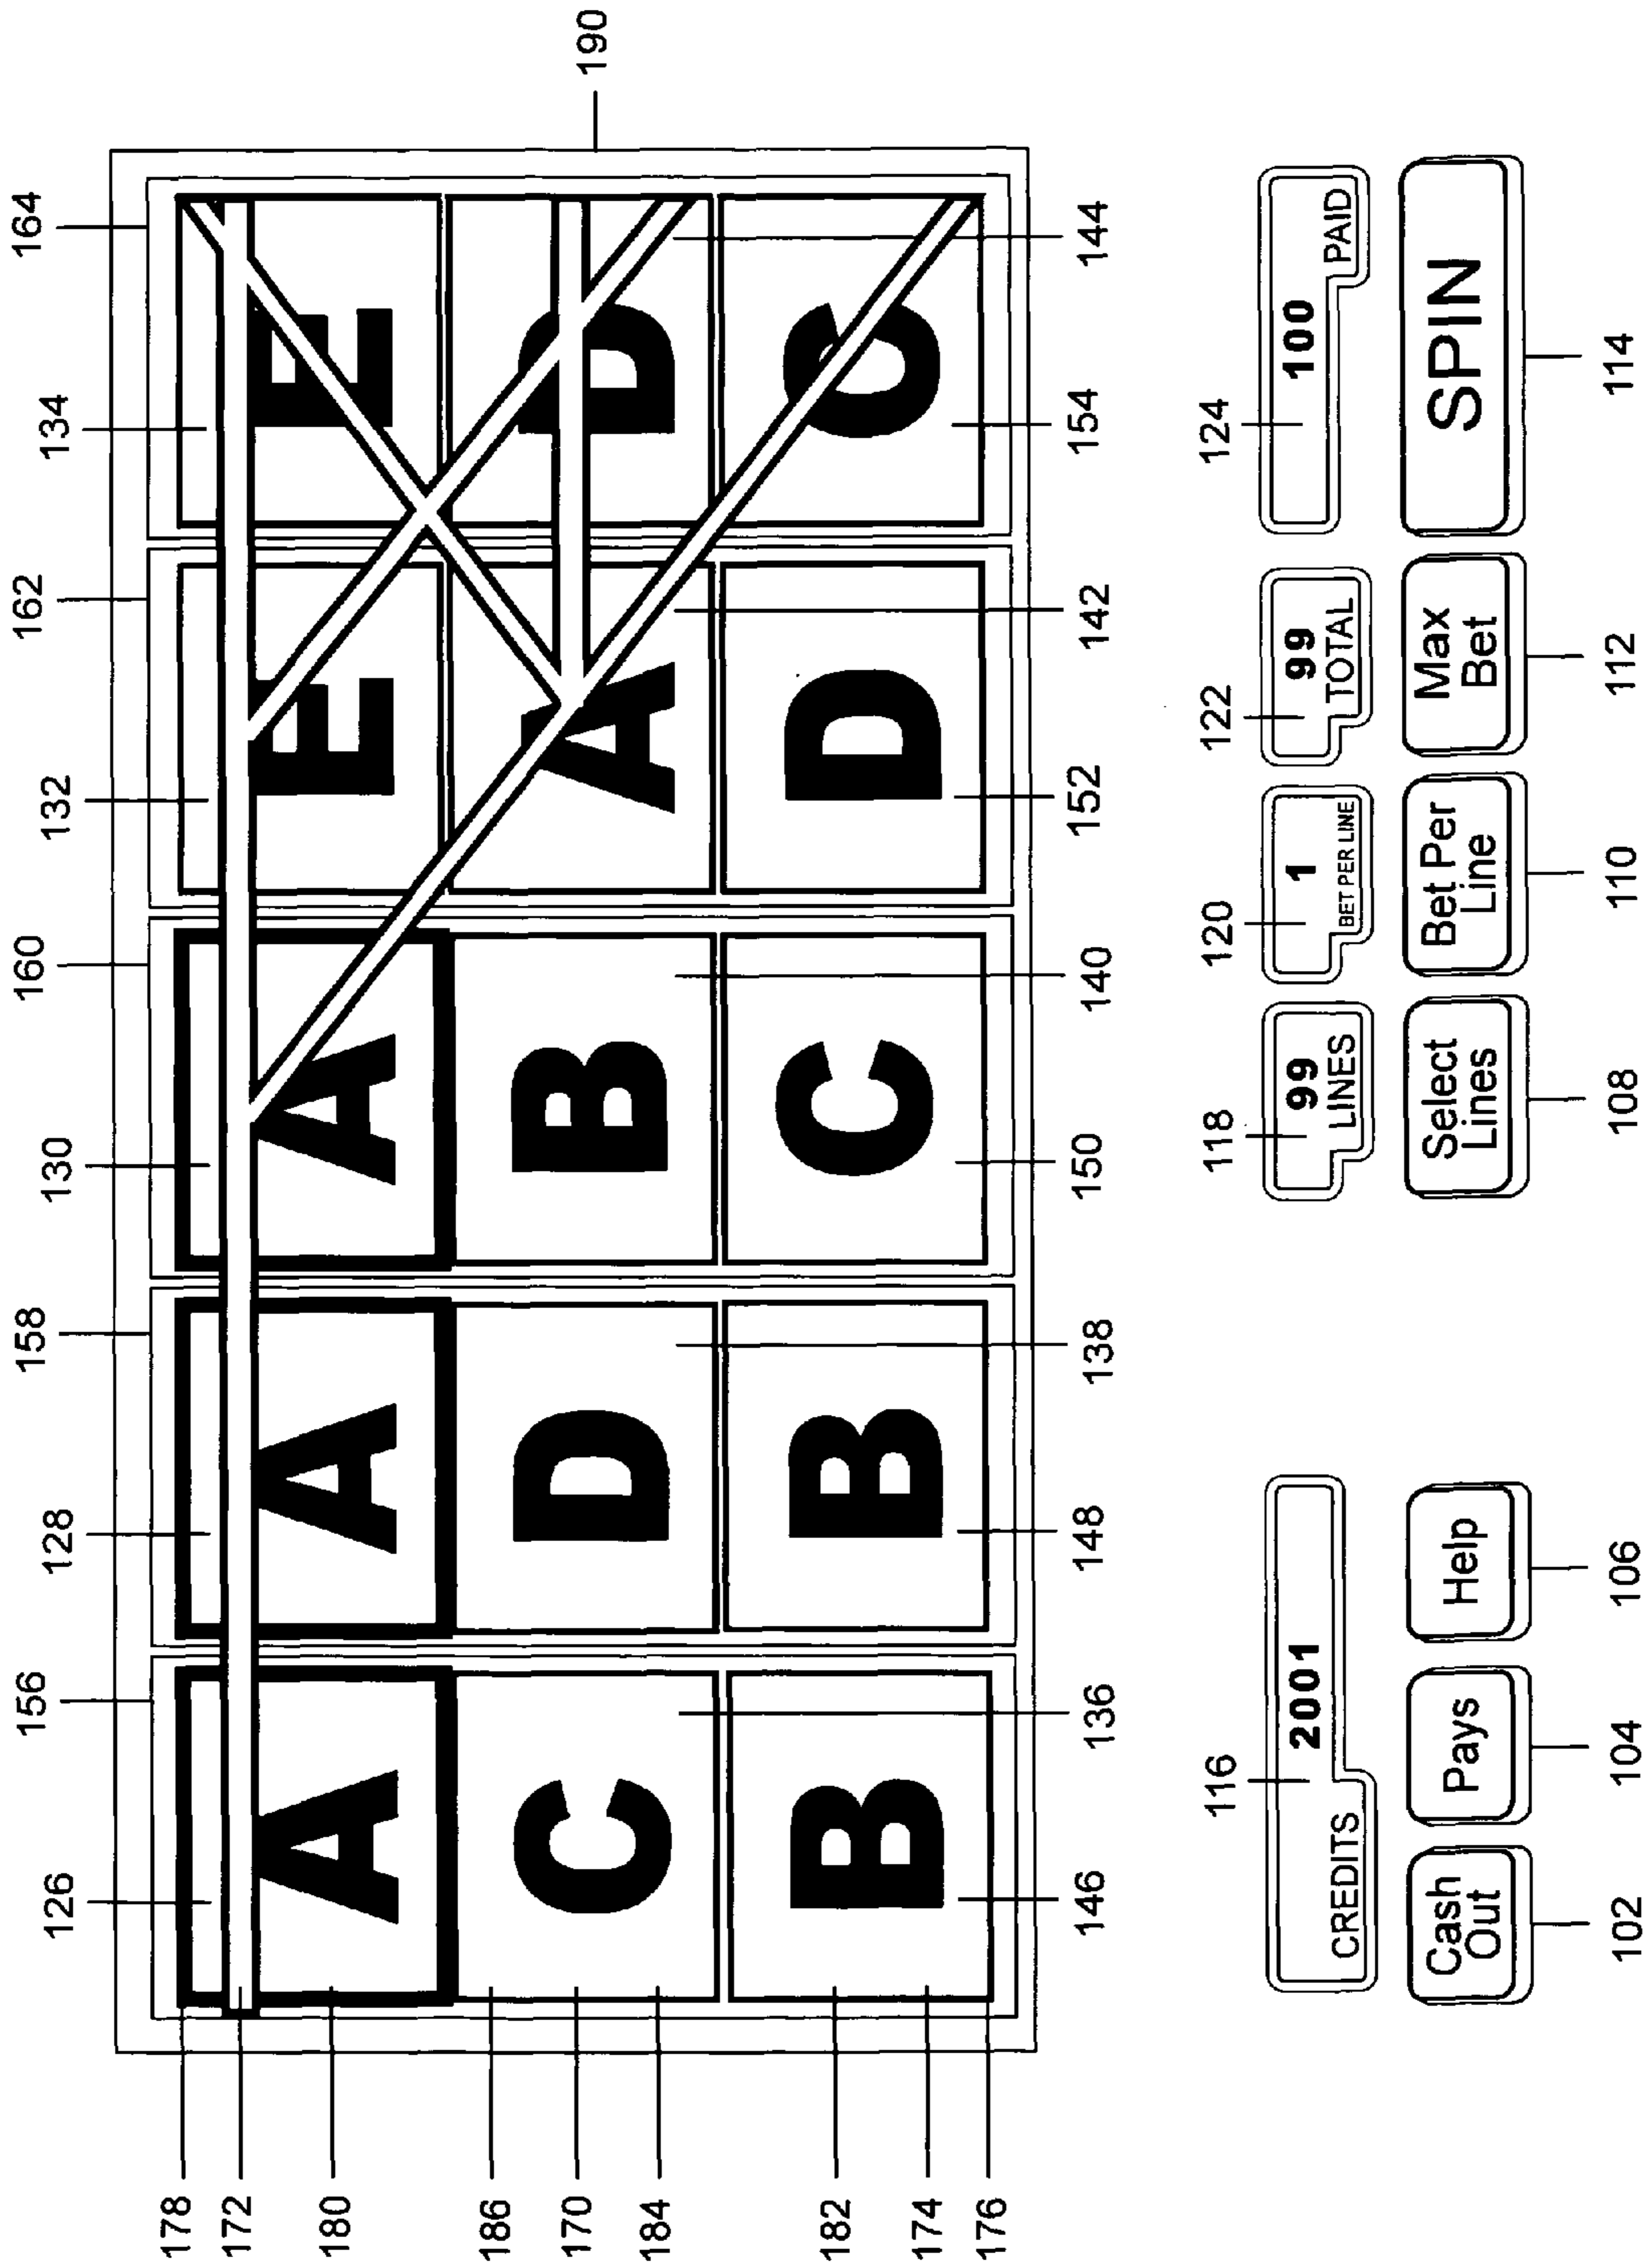 156 158 160 162 164
126 128 130 132 134
178
172
180
186
170
184
182
174
176
A A A E E
C D B A D
B B C D C
190
136 138 140 142 144
146 148 150 152 154
116 118 120 122 124
CREDITS 2001
99 LINES
1 BET PER LINE
99 TOTAL
100 PAID
Cash Out
Pays
Help
Select Lines
Bet Per Line
Max Bet
SPIN
102 104 106 108 110 112 114